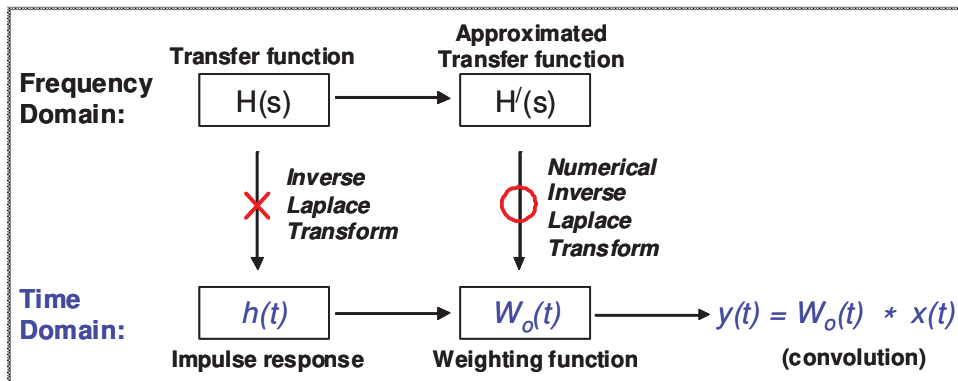 Transfer function
Approximated
Transfer function
Frequency
Domain:
H(s)
H/(s)
Inverse
Laplace
Transform
Numerical
Inverse
Laplace
Transform
Time
Domain:
h(t)
Wo(t)
y(t) = Wo(t) * x(t)
Impulse response
Weighting function
(convolution)